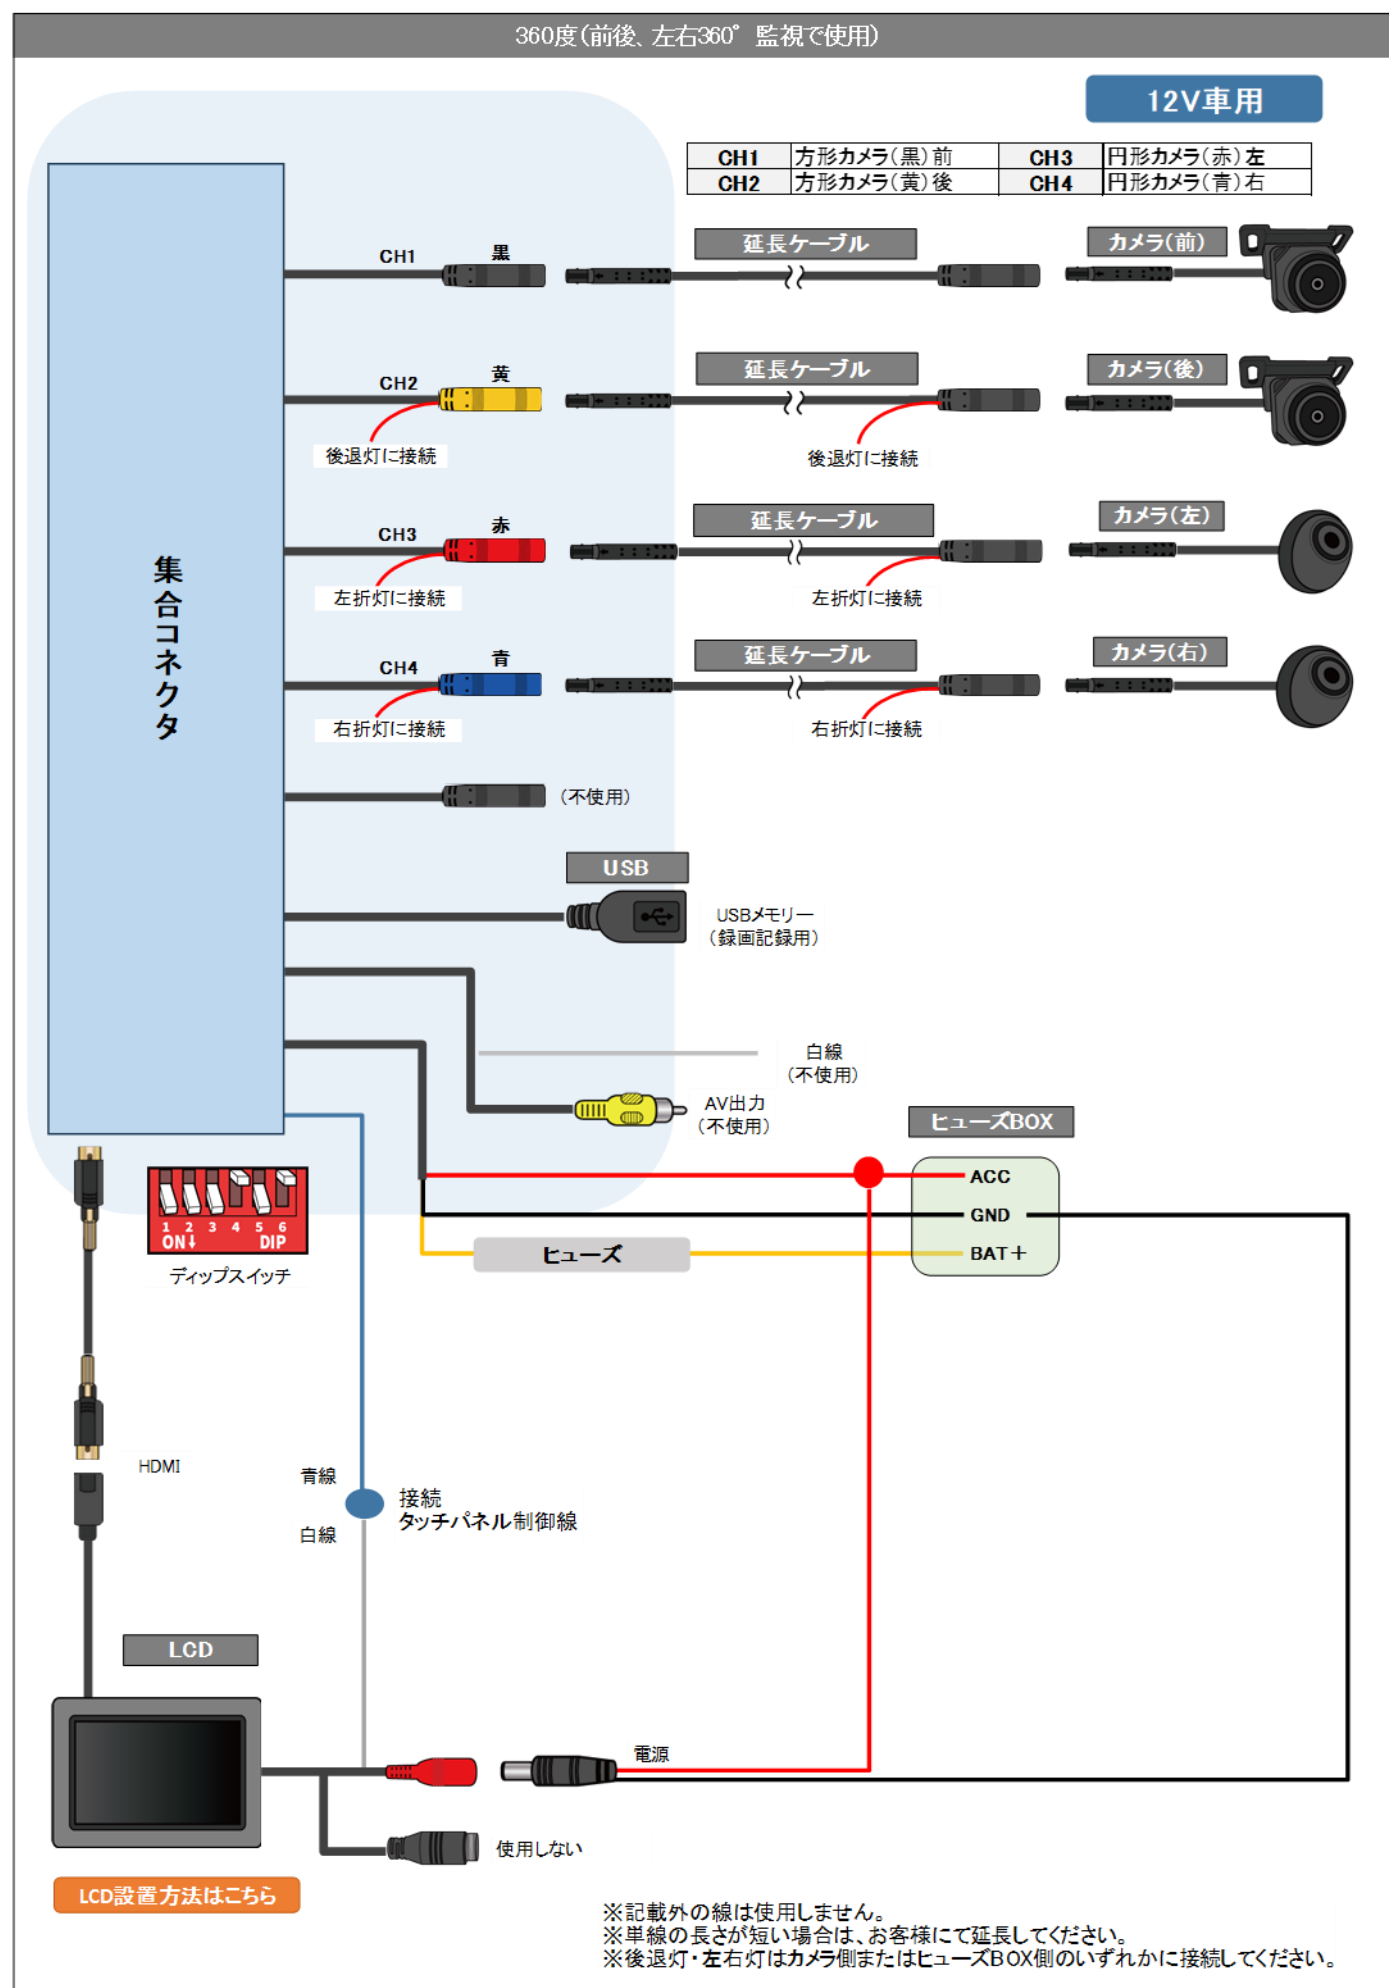 360度(前後、左右360°監視で使用)
12V車用
CH1 方形カメラ(黒)前 CH3 円形カメラ(赤)左
CH2 方形カメラ(黄)後 CH4 円形カメラ(青)右
CH1 黒 延長ケーブル カメラ(前)
CH2 黄 延長ケーブル カメラ(後)
後退灯に接続 後退灯に接続
CH3 赤 延長ケーブル カメラ(左)
左折灯に接続 左折灯に接続
CH4 青 延長ケーブル カメラ(右)
右折灯に接続 右折灯に接続
集合コネクタ
(不使用)
USB
USBメモリー
(録画記録用)
白線
(不使用)
AV出力
(不使用)
ヒューズBOX
ACC
GND
BAT+
ヒューズ
1 2 3 4 5 6
ON↓ DIP
ディップスイッチ
HDMI
青線
接続
タッチパネル制御線
白線
LCD
電源
使用しない
LCD設置方法はこちら
※記載外の線は使用しません。
※単線の長さが短い場合は、お客様にて延長してください。
※後退灯・左右灯はカメラ側またはヒューズBOX側のいずれかに接続してください。